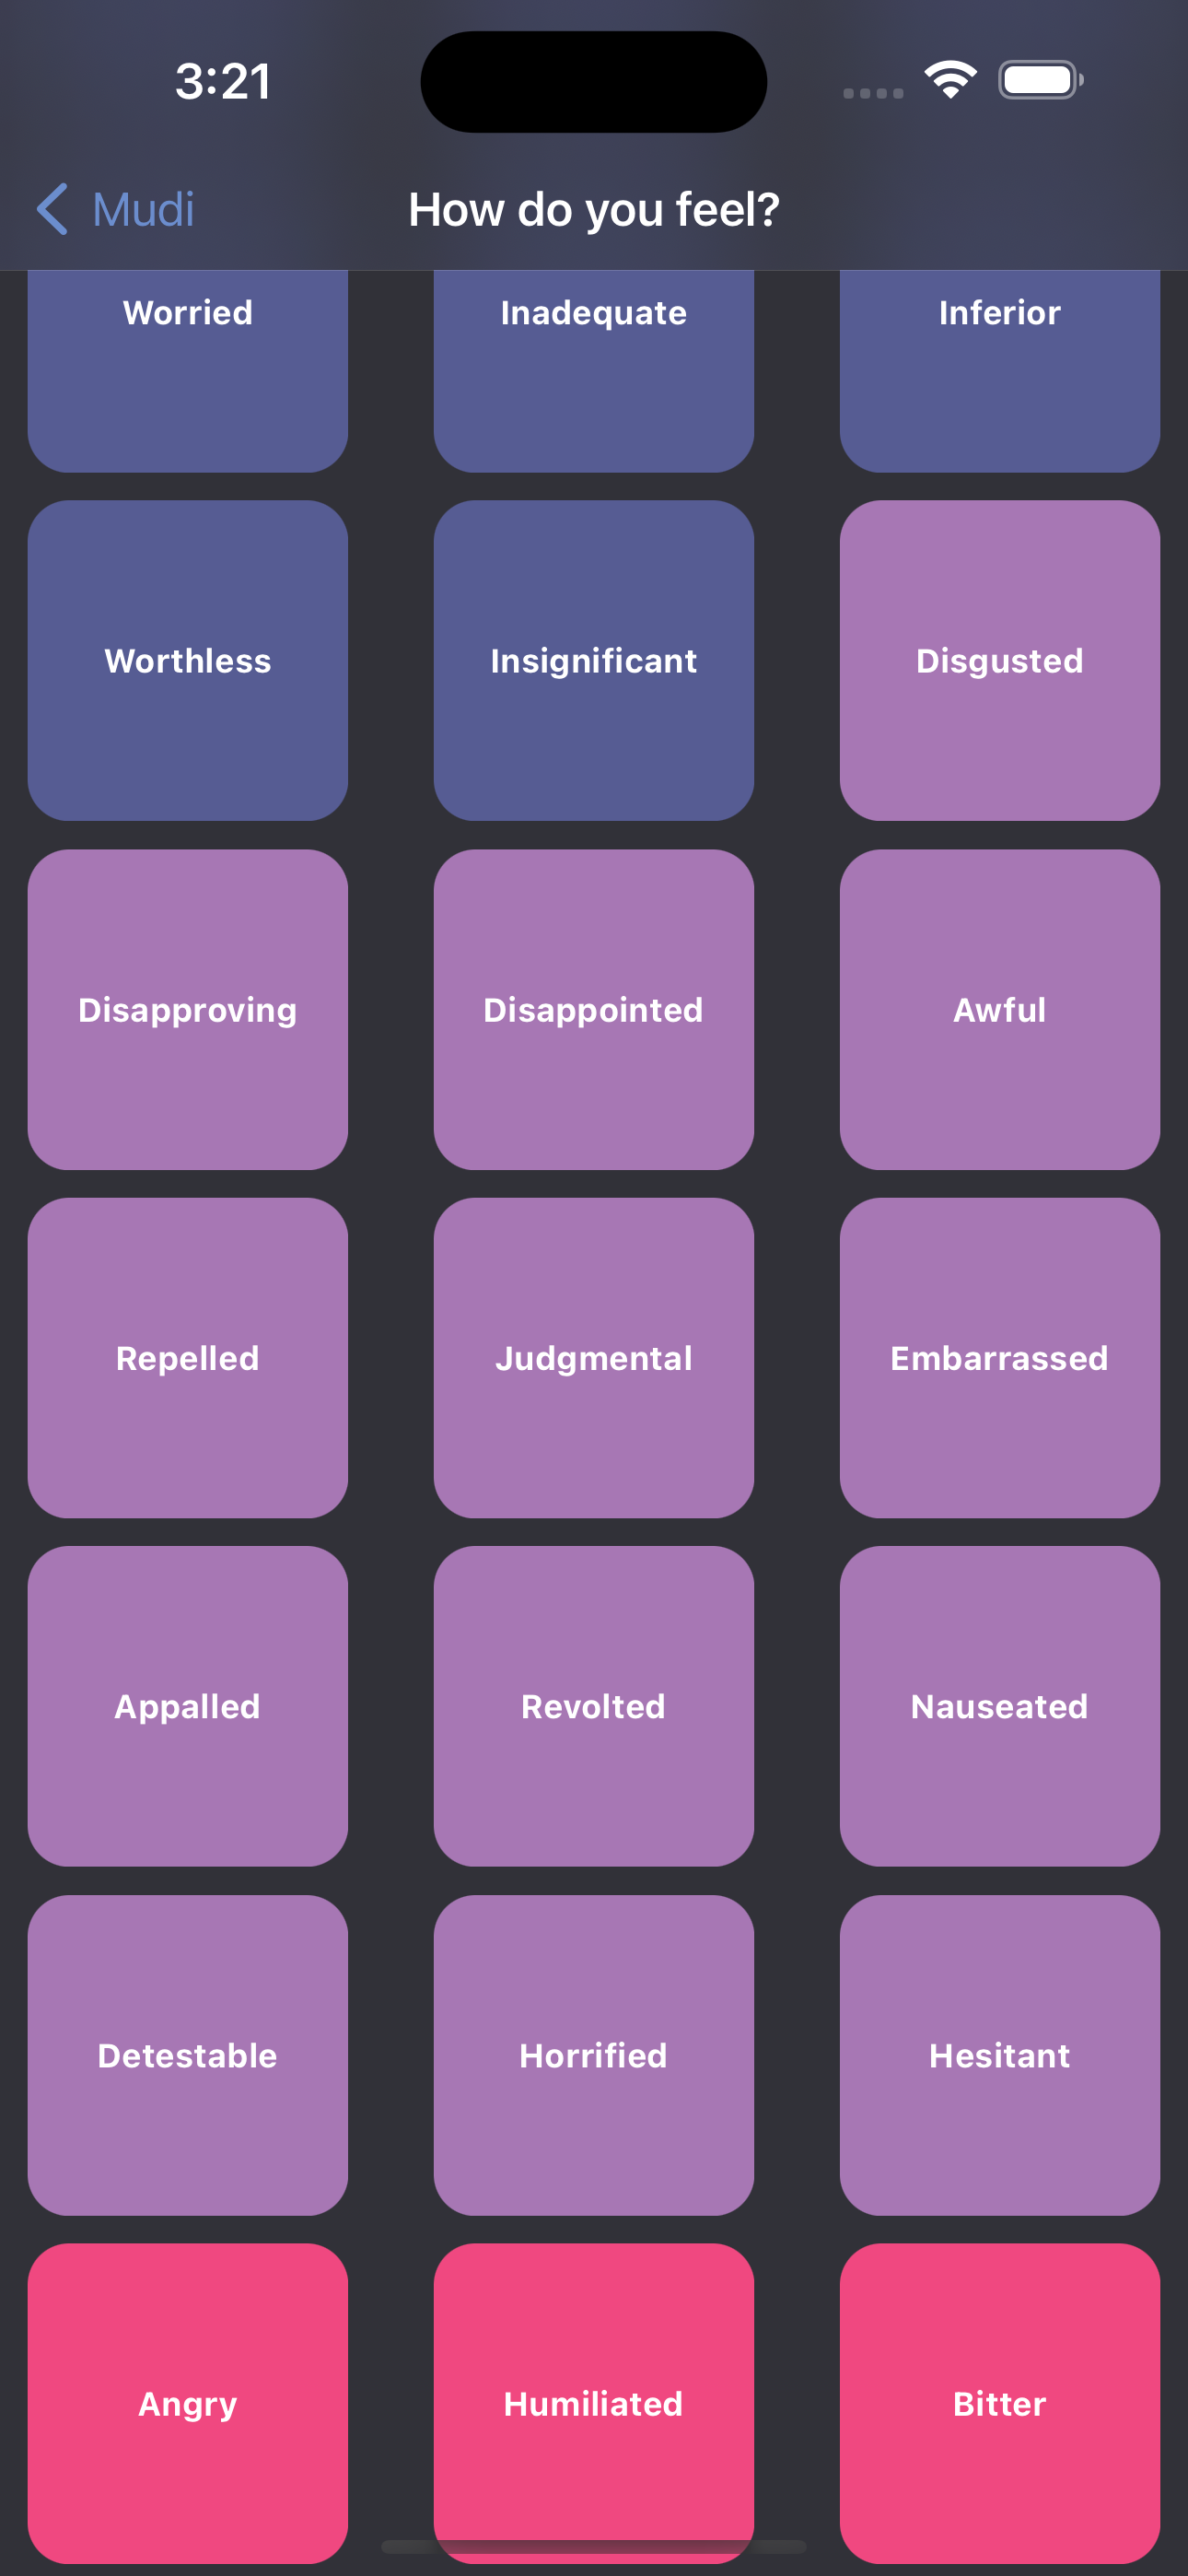 3:21
Mudi
How do you feel?
Worried
Inadequate
Inferior
Worthless
Insignificant
Disgusted
Disapproving
Disappointed
Awful
Repelled
Judgmental
Embarrassed
Appalled
Revolted
Nauseated
Detestable
Horrified
Hesitant
Angry
Humiliated
Bitter